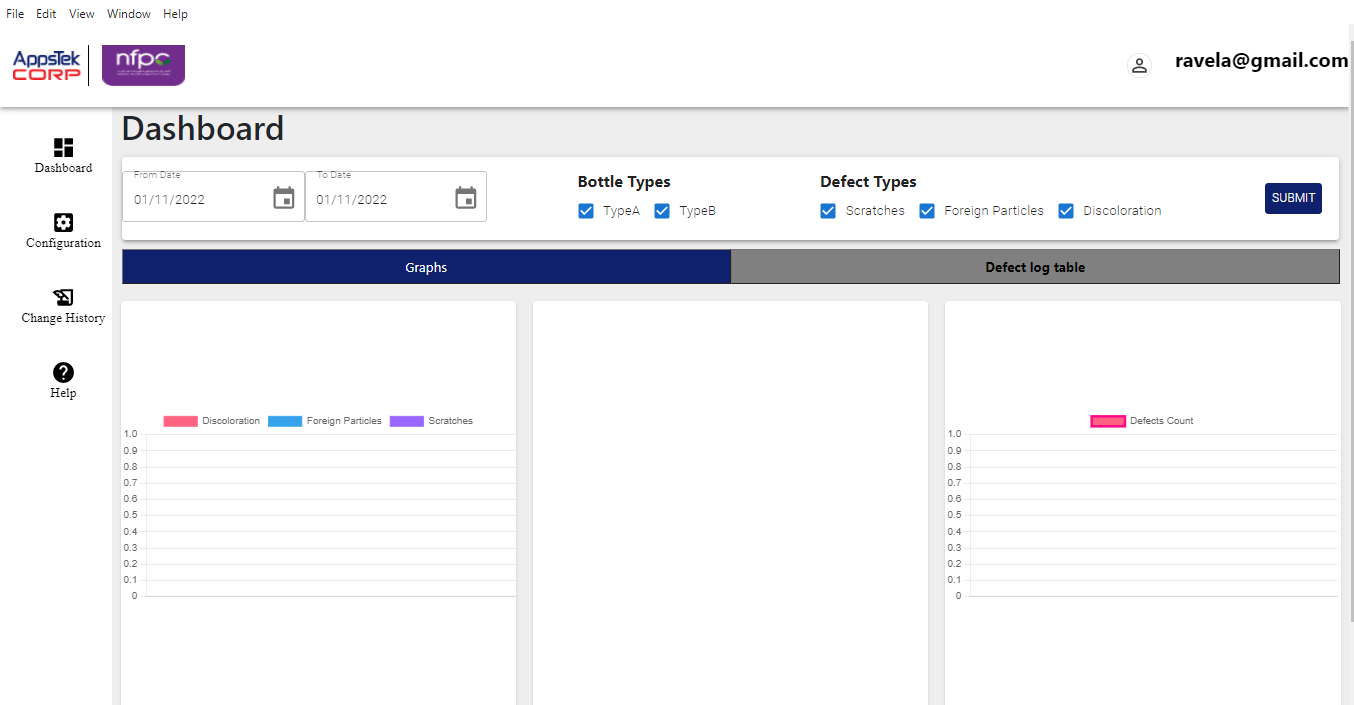 File Edit View Window Help
AppsTek
CORP
nfpc
ravela@gmail.com
Dashboard
Dashboard
Configuration
Change History
Help
From Date
01/11/2022
To Date
01/11/2022
Bottle Types
TypeA TypeB
Defect Types
Scratches Foreign Particles Discoloration
SUBMIT
Graphs
Defect log table
Discoloration Foreign Particles Scratches
1.0
0.9
0.8
0.7
0.6
0.5
0.4
0.3
0.2
0.1
0
Defects Count
1.0
0.9
0.8
0.7
0.6
0.5
0.4
0.3
0.2
0.1
0